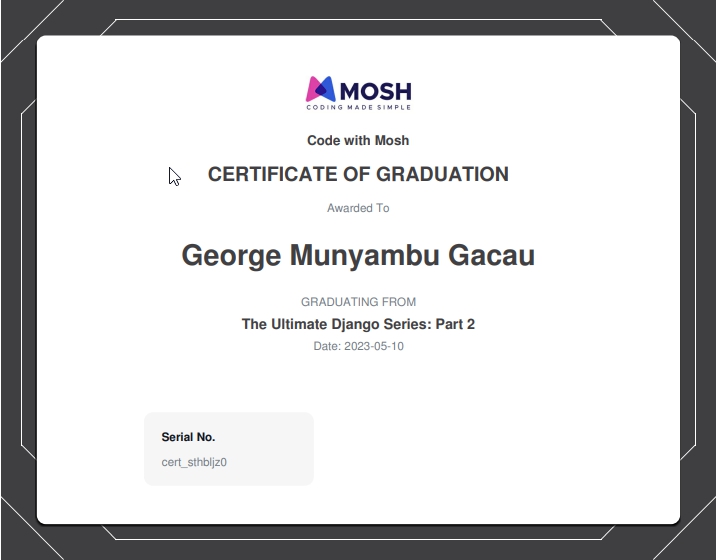 MOSH
CODING MADE SIMPLE
Code with Mosh
CERTIFICATE OF GRADUATION
Awarded To
George Munyambu Gacau
GRADUATING FROM
The Ultimate Django Series: Part 2
Date: 2023-05-10
Serial No.
cert_sthbljz0